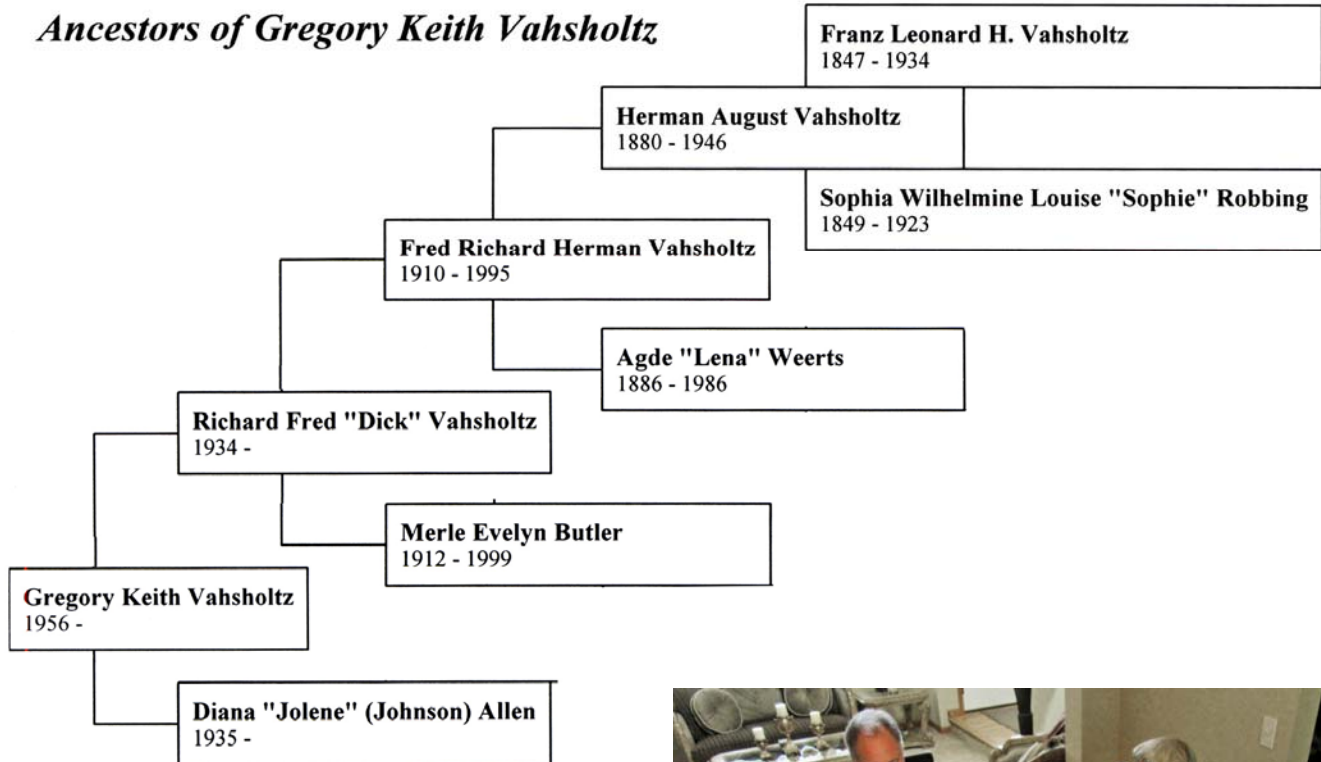 Ancestors of Gregory Keith Vahsholtz
Franz Leonard H. Vahsholtz
1847 - 1934
Herman August Vahsholtz
1880 - 1946
Sophia Wilhelmine Louise "Sophie" Robbing
1849 - 1923
Fred Richard Herman Vahsholtz
1910 - 1995
Agde "Lena" Weerts
1886 - 1986
Richard Fred "Dick" Vahsholtz
1934 -
Merle Evelyn Butler
1912 - 1999
Gregory Keith Vahsholtz
1956 -
Diana "Jolene" (Johnson) Allen
1935 -